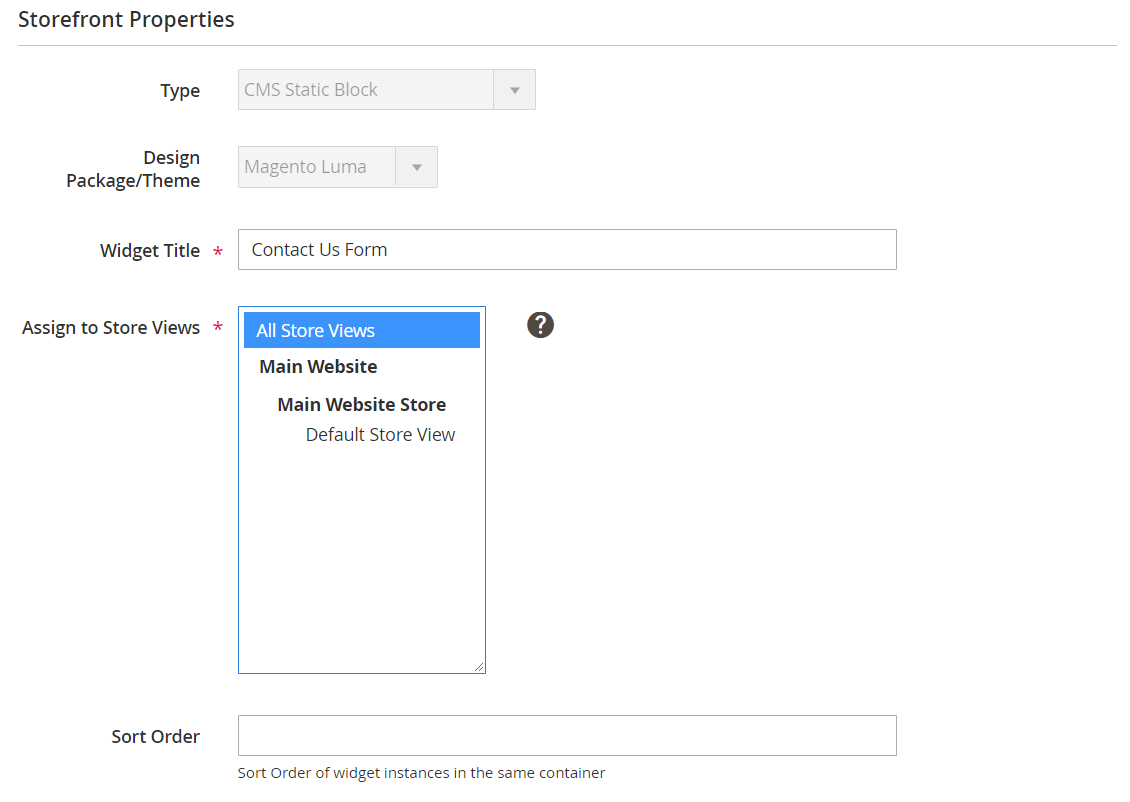 Storefront Properties
Type
CMS Static Block
Design
Package/Theme
Magento Luma
Widget Title *
Contact Us Form
Assign to Store Views *
All Store Views
?
Main Website
Main Website Store
Default Store View
Sort Order
Sort Order of widget instances in the same container